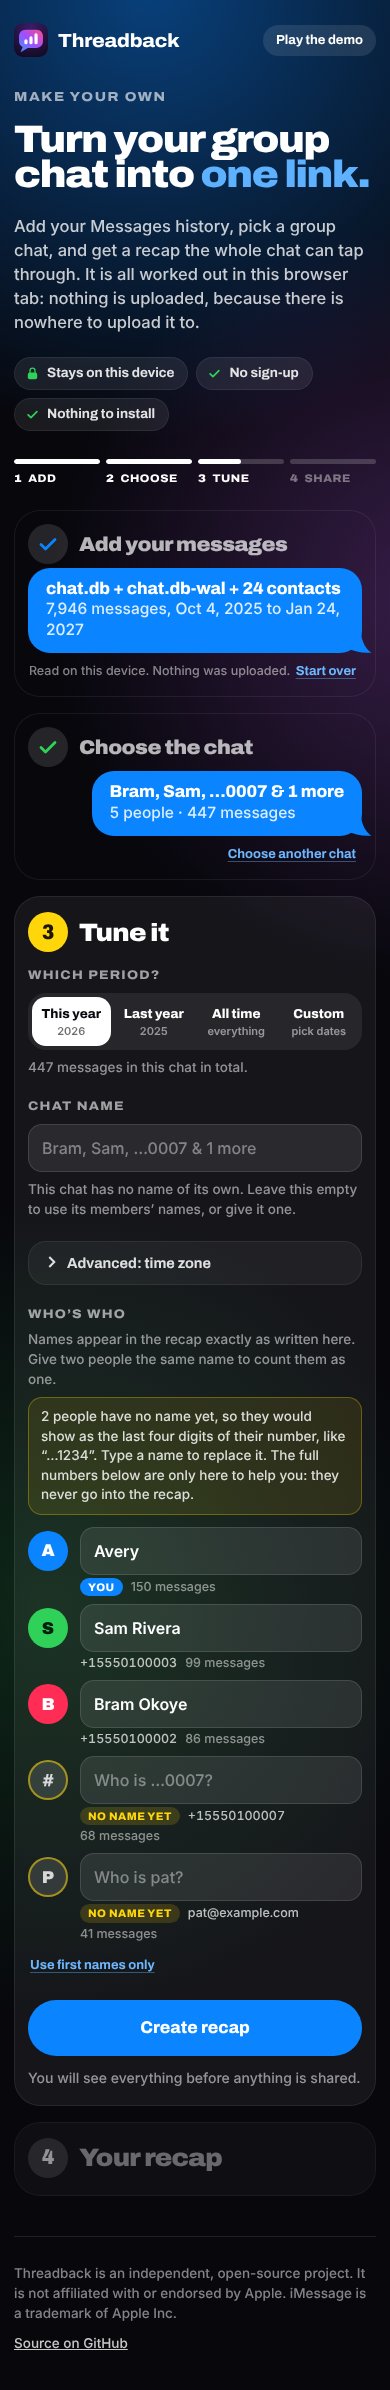 Threadback
Play the demo
MAKE YOUR OWN
Turn your group
chat into one link.
Add your Messages history, pick a group
chat, and get a recap the whole chat can tap
through. It is all worked out in this browser
tab: nothing is uploaded, because there is
nowhere to upload it to.
Stays on this device
No sign-up
Nothing to install
1 ADD
2 CHOOSE
3 TUNE
4 SHARE
Add your messages
chat.db + chat.db-wal + 24 contacts
7,946 messages, Oct 4, 2025 to Jan 24,
2027
Read on this device. Nothing was uploaded. Start over
Choose the chat
Bram, Sam, …0007 & 1 more
5 people · 447 messages
Choose another chat
3
Tune it
WHICH PERIOD?
This year
2026
Last year
2025
All time
everything
Custom
pick dates
447 messages in this chat in total.
CHAT NAME
Bram, Sam, …0007 & 1 more
This chat has no name of its own. Leave this empty
to use its members’ names, or give it one.
Advanced: time zone
WHO’S WHO
Names appear in the recap exactly as written here.
Give two people the same name to count them as
one.
2 people have no name yet, so they would
show as the last four digits of their number, like
“…1234”. Type a name to replace it. The full
numbers below are only here to help you: they
never go into the recap.
A
Avery
YOU 150 messages
S
Sam Rivera
+15550100003 99 messages
B
Bram Okoye
+15550100002 86 messages
#
Who is …0007?
NO NAME YET +15550100007
68 messages
P
Who is pat?
NO NAME YET pat@example.com
41 messages
Use first names only
Create recap
You will see everything before anything is shared.
4
Your recap
Threadback is an independent, open-source project. It
is not affiliated with or endorsed by Apple. iMessage is
a trademark of Apple Inc.
Source on GitHub